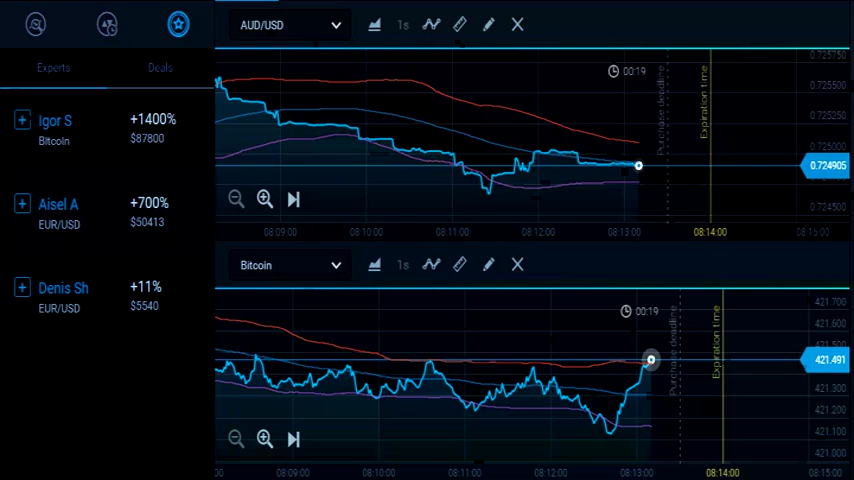 Experts
Deals
Igor S
+1400%
Bitcoin
$87800
Aisel A
+700%
EUR/USD
$50413
Denis Sh
+11%
EUR/USD
$5540
AUD/USD
1s
00:19
Purchase deadline
Expiration time
0.725750
0.725500
0.725250
0.725000
0.724905
0.724500
08:09:00
08:10:00
08:11:00
08:12:00
08:13:00
08:14:00
08:15:00
Bitcoin
1s
00:19
Purchase deadline
Expiration time
421.700
421.600
421.491
421.300
421.200
421.100
421.000
08:09:00
08:10:00
08:11:00
08:12:00
08:13:00
08:14:00
08:15:00